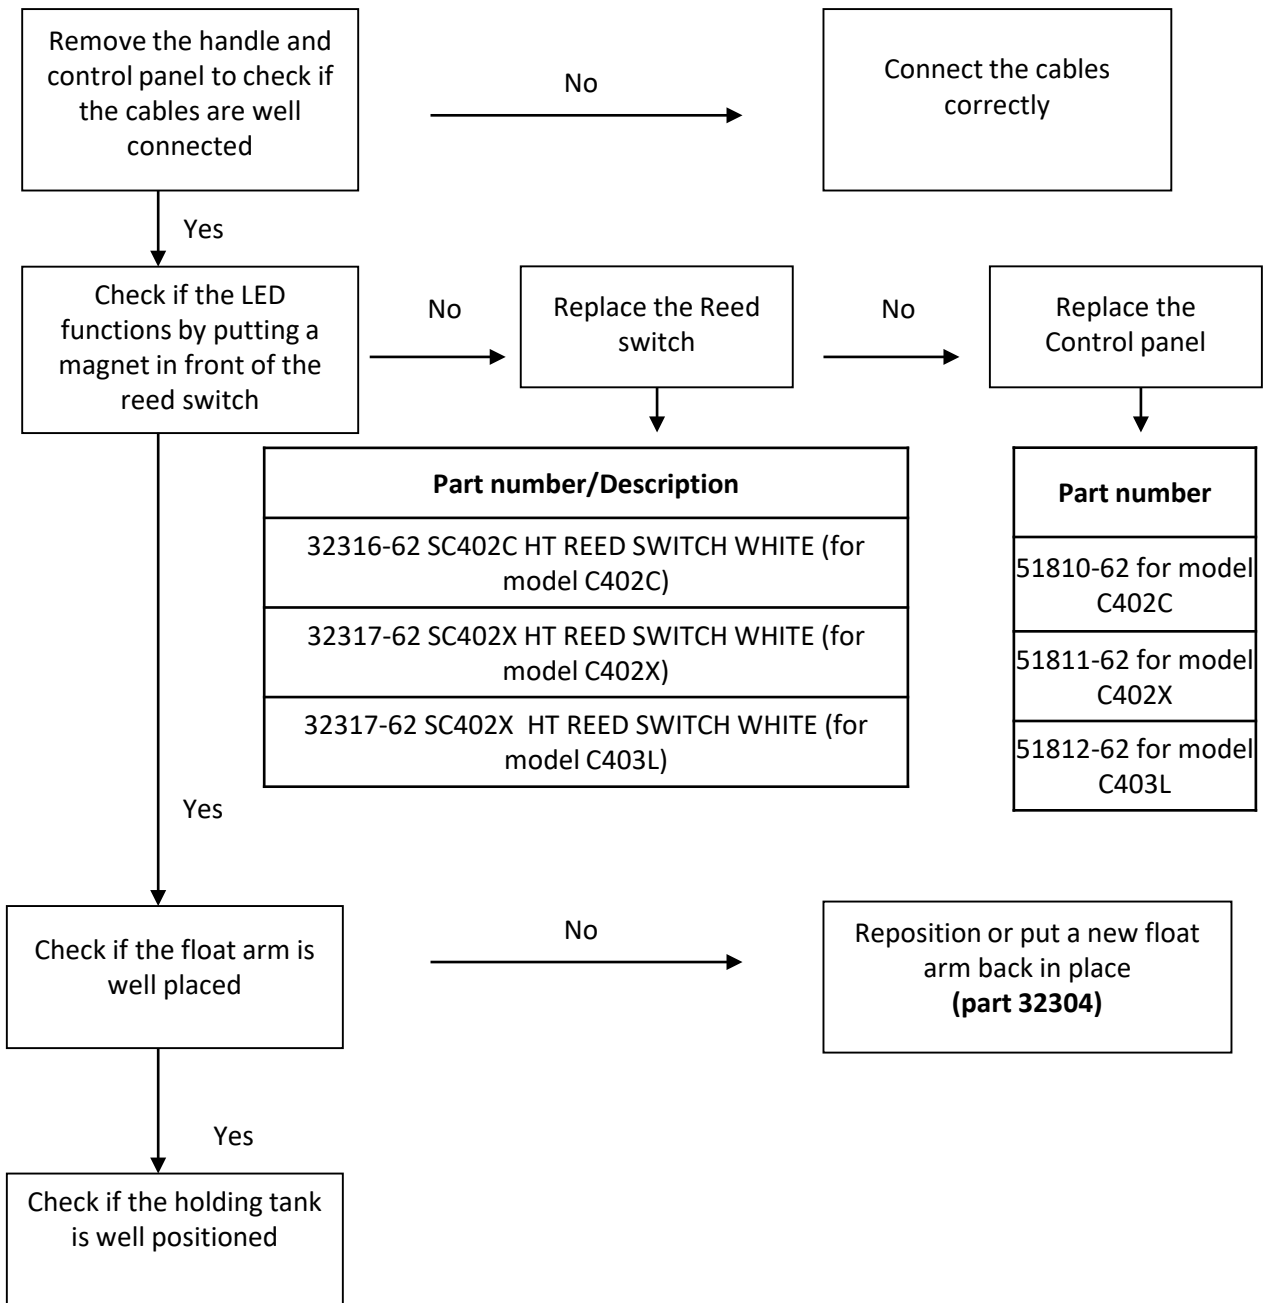 Remove the handle and
control panel to check if
the cables are well
connected
No
Connect the cables
correctly
Yes
Check if the LED
functions by putting a
magnet in front of the
reed switch
No
Replace the Reed
switch
No
Replace the
Control panel
Part number/Description
32316-62 SC402C HT REED SWITCH WHITE (for
model C402C)
32317-62 SC402X HT REED SWITCH WHITE (for
model C402X)
32317-62 SC402X  HT REED SWITCH WHITE (for
model C403L)
Part number
51810-62 for model
C402C
51811-62 for model
C402X
51812-62 for model
C403L
Yes
Check if the float arm is
well placed
No
Reposition or put a new float
arm back in place
(part 32304)
Yes
Check if the holding tank
is well positioned